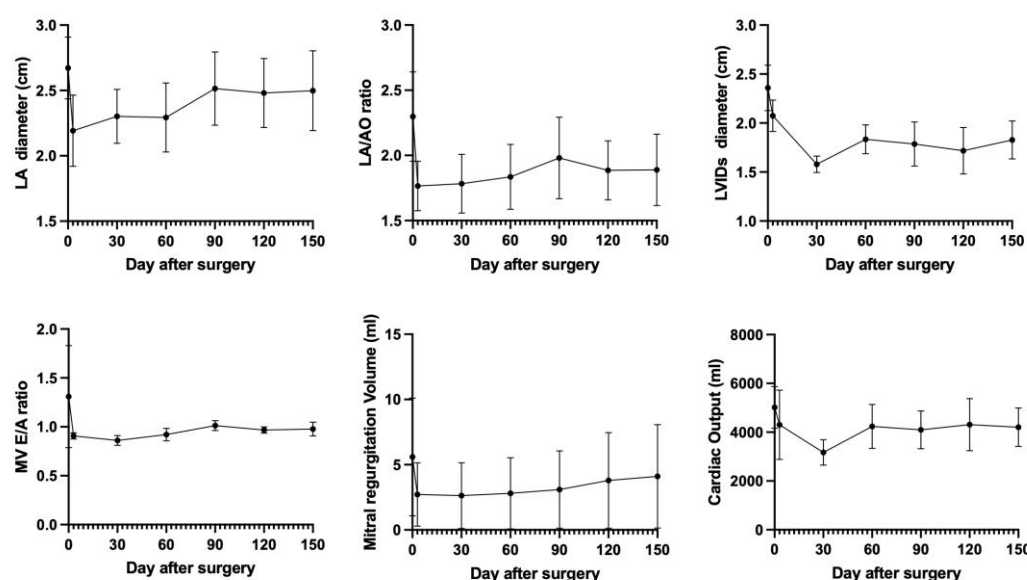 LA diameter (cm)
3.0
2.5
2.0
1.5
0 30 60 90 120 150
Day after surgery
LA/AO ratio
3.0
2.5
2.0
1.5
0 30 60 90 120 150
Day after surgery
LVIDs diameter (cm)
3.0
2.5
2.0
1.5
1.0
0 30 60 90 120 150
Day after surgery
MV E/A ratio
2.0
1.5
1.0
0.5
0.0
0 30 60 90 120 150
Day after surgery
Mitral regurgitation Volume (ml)
15
10
5
0
0 30 60 90 120 150
Day after surgery
Cardiac Output (ml)
8000
6000
4000
2000
0
0 30 60 90 120 150
Day after surgery